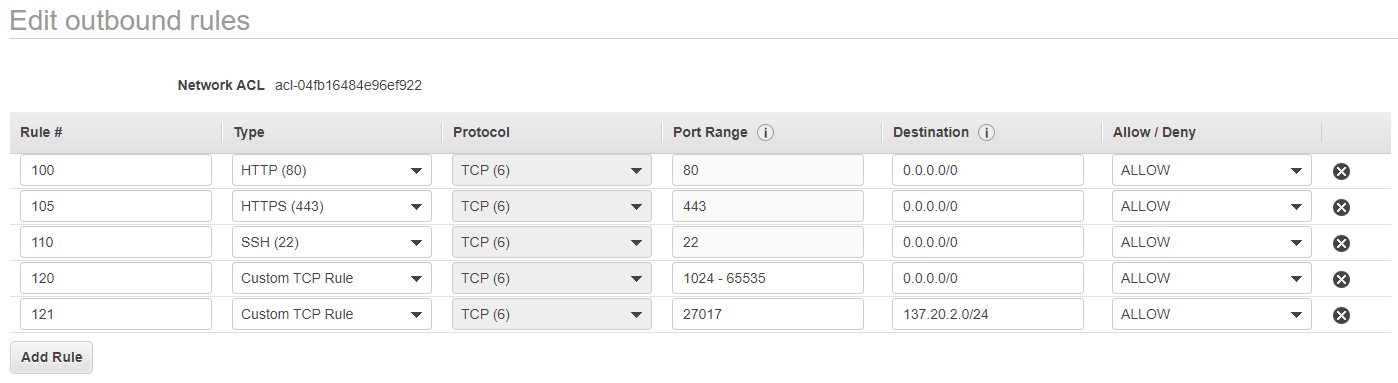 Edit outbound rules
Network ACL acl-04fb16484e96ef922
Rule # Type Protocol Port Range i Destination i Allow / Deny
100 HTTP (80) TCP (6) 80 0.0.0.0/0 ALLOW
105 HTTPS (443) TCP (6) 443 0.0.0.0/0 ALLOW
110 SSH (22) TCP (6) 22 0.0.0.0/0 ALLOW
120 Custom TCP Rule TCP (6) 1024 - 65535 0.0.0.0/0 ALLOW
121 Custom TCP Rule TCP (6) 27017 137.20.2.0/24 ALLOW
Add Rule